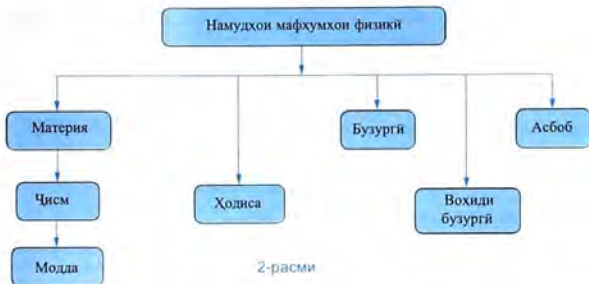 Намудҳои мафҳумҳои физикӣ
Материя
Бузургӣ
Асбоб
Ҷисм
Ҳодиса
Воҳиди
бузургӣ
Модда
2-расми